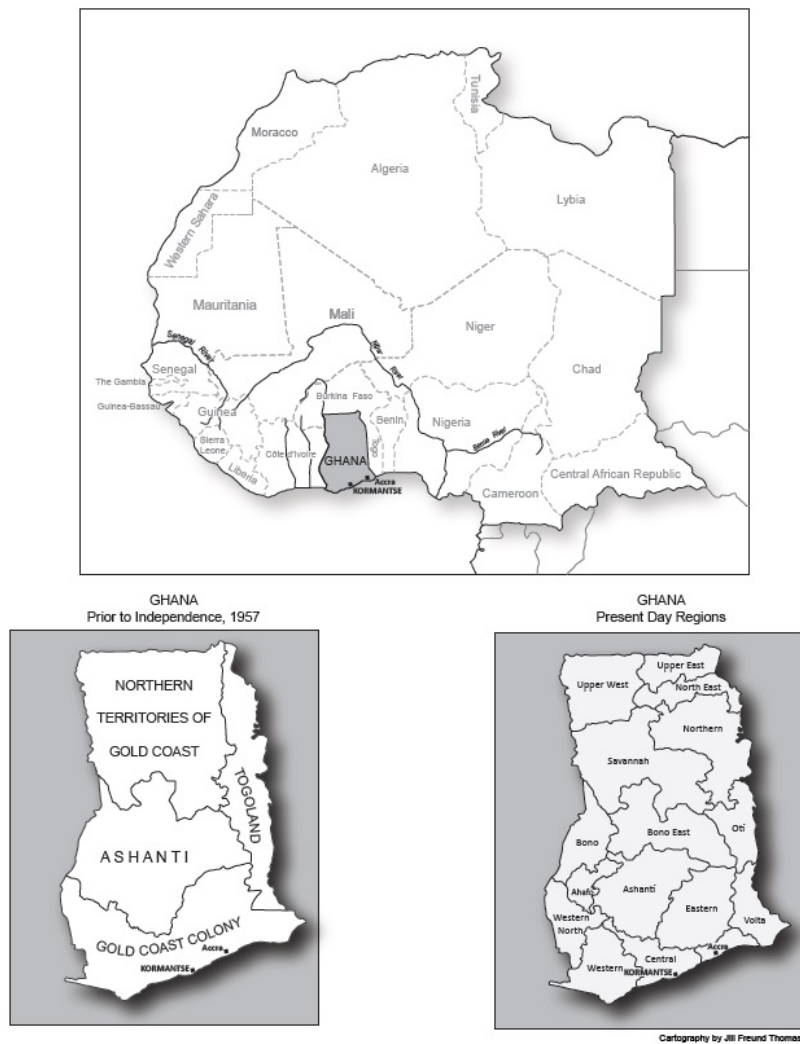 Tunisia
Morocco
Algeria
Lybia
Western Sahara
Mauritania
Mali
Niger
Chad
Senegal River
Niger River
Senegal
The Gambia
Guinea-Bassau
Guinea
Burkina Faso
Benin
Nigeria
Benue River
Sierra
Leone
Liberia
Côte d'Ivoire
GHANA
Togo
Central African Republic
Cameroon
Accra
KORMANTSE
GHANA
Prior to Independence, 1957
NORTHERN
TERRITORIES OF
GOLD COAST
TOGOLAND
ASHANTI
GOLD COAST COLONY
Accra
KORMANTSE
GHANA
Present Day Regions
Upper East
Upper West
North East
Northern
Savannah
Bono East
Oti
Bono
Ahafo
Ashanti
Eastern
Western
North
Volta
Accra
Central
Western
KORMANTSE
Cartography by Jill Freund Thomas